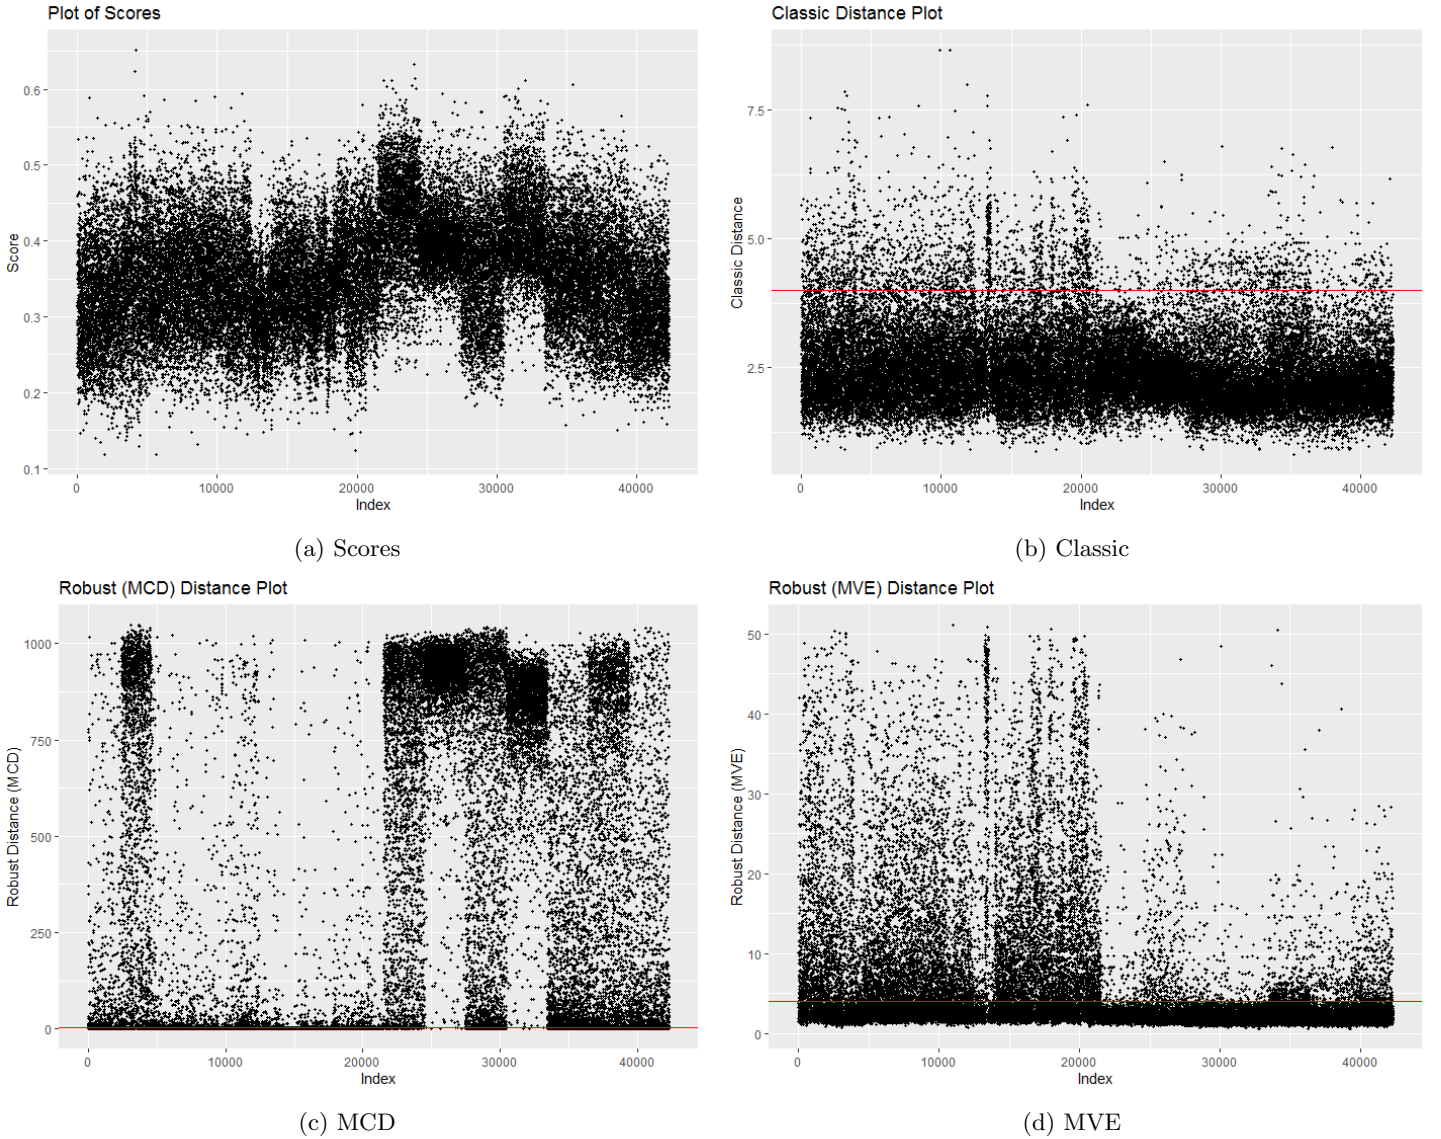 Plot of Scores
0.6
0.5
0.4
0.3
0.2
0.1
Score
0 10000 20000 30000 40000
Index
(a) Scores
Classic Distance Plot
7.5
5.0
2.5
Classic Distance
0 10000 20000 30000 40000
Index
(b) Classic
Robust (MCD) Distance Plot
1000
750
500
250
0
Robust Distance (MCD)
0 10000 20000 30000 40000
Index
(c) MCD
Robust (MVE) Distance Plot
50
40
30
20
10
0
Robust Distance (MVE)
0 10000 20000 30000 40000
Index
(d) MVE